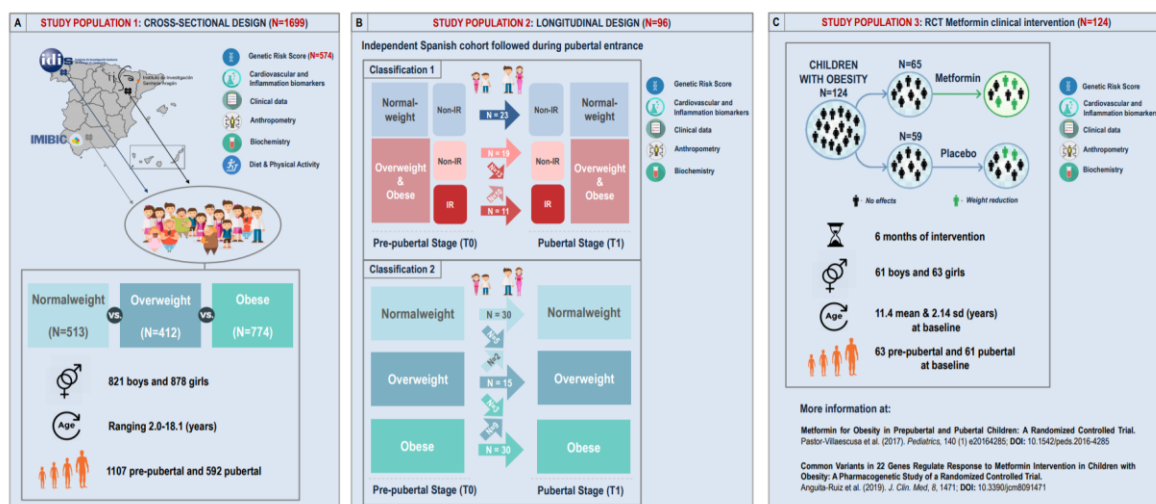 A
STUDY POPULATION 1: CROSS-SECTIONAL DESIGN (N=1699)
idis
Instituto de Investigación
Sanitaria Aragón
IMIBIC
Genetic Risk Score (N=574)
Cardiovascular and
Inflammation biomarkers
Clinical data
Anthropometry
Biochemistry
Diet & Physical Activity
Normalweight
(N=513)
vs.
Overweight
(N=412)
vs.
Obese
(N=774)
821 boys and 878 girls
Age
Ranging 2.0-18.1 (years)
1107 pre-pubertal and 592 pubertal
B
STUDY POPULATION 2: LONGITUDINAL DESIGN (N=96)
Independent Spanish cohort followed during pubertal entrance
Classification 1
Normal-
weight
Non-IR
N = 23
Non-IR
Normal-
weight
Overweight
&
Obese
Non-IR
Non-IR
Overweight
&
Obese
IR
N = 11
IR
Pre-pubertal Stage (T0)
Pubertal Stage (T1)
Genetic Risk Score
Cardiovascular and
Inflammation biomarkers
Clinical data
Anthropometry
Biochemistry
Classification 2
Normalweight
N = 30
Normalweight
N=2
Overweight
N = 15
Overweight
Obese
N = 30
Obese
Pre-pubertal Stage (T0)
Pubertal Stage (T1)
C
STUDY POPULATION 3: RCT Metformin clinical intervention (N=124)
CHILDREN
WITH OBESITY
N=124
N=65
Metformin
N=59
Placebo
- No effects
- Weight reduction
Genetic Risk Score
Cardiovascular and
Inflammation biomarkers
Clinical data
Anthropometry
Biochemistry
6 months of intervention
61 boys and 63 girls
Age
11.4 mean & 2.14 sd (years)
at baseline
63 pre-pubertal and 61 pubertal
at baseline
More information at:
Metformin for Obesity in Prepubertal and Pubertal Children: A Randomized Controlled Trial.
Pastor-Villaescusa et al. (2017). Pediatrics, 140 (1) e20164285; DOI: 10.1542/peds.2016-4285
Common Variants in 22 Genes Regulate Response to Metformin Intervention in Children with
Obesity: A Pharmacogenetic Study of a Randomized Controlled Trial.
Anguita-Ruiz et al. (2019). J. Clin. Med, 8, 1471; DOI: 10.3390/jcm8091471